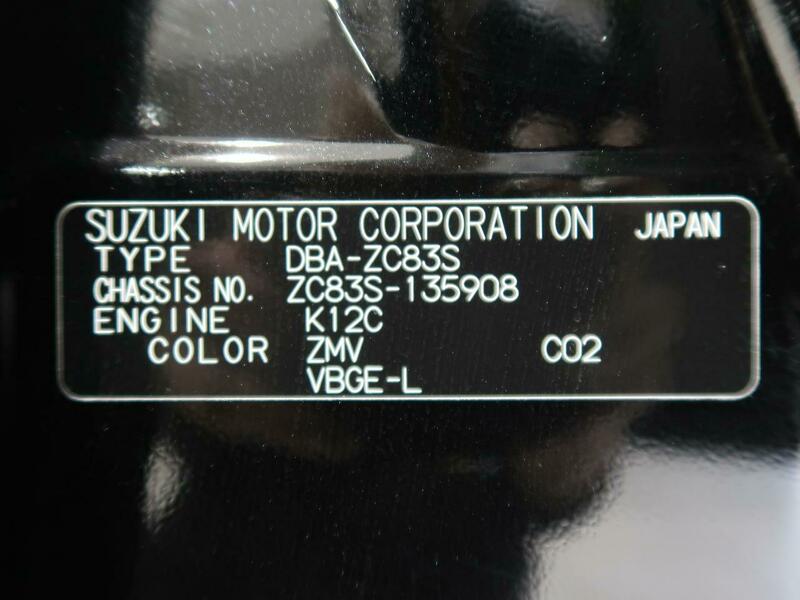 SUZUKI MOTOR CORPORATION JAPAN
TYPE DBA-ZC83S
CHASSIS NO. ZC83S-135908
ENGINE K12C
COLOR ZMV C02
VBGE-L